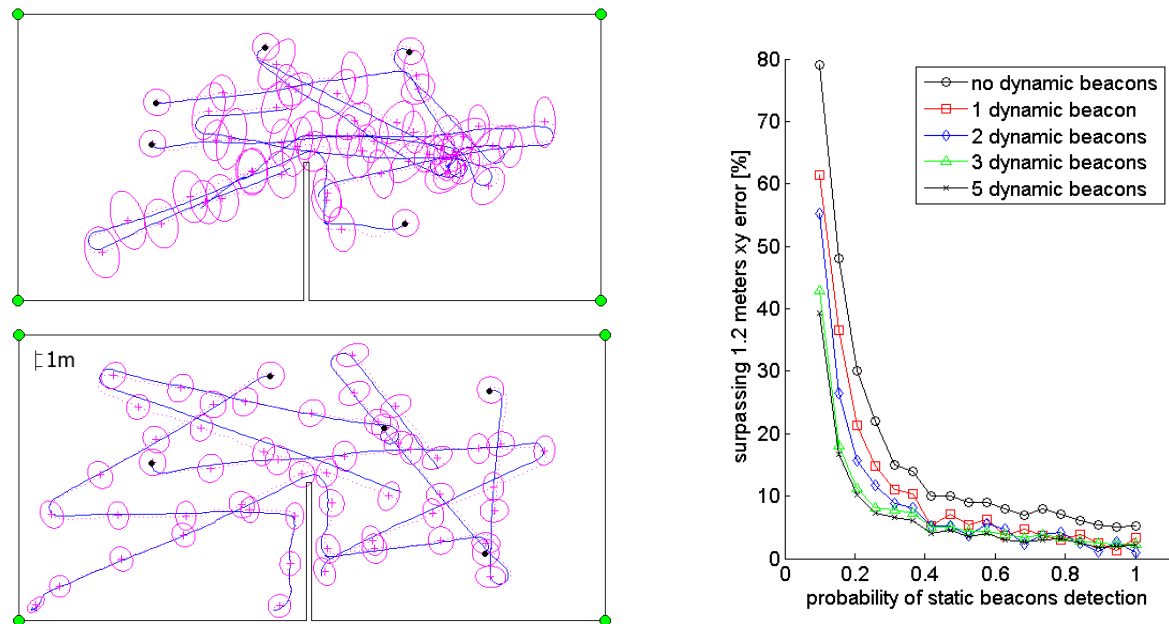 1m
surpassing 1.2 meters xy error [%]
80
70
60
50
40
30
20
10
0
no dynamic beacons
1 dynamic beacon
2 dynamic beacons
3 dynamic beacons
5 dynamic beacons
0 0.2 0.4 0.6 0.8 1
probability of static beacons detection